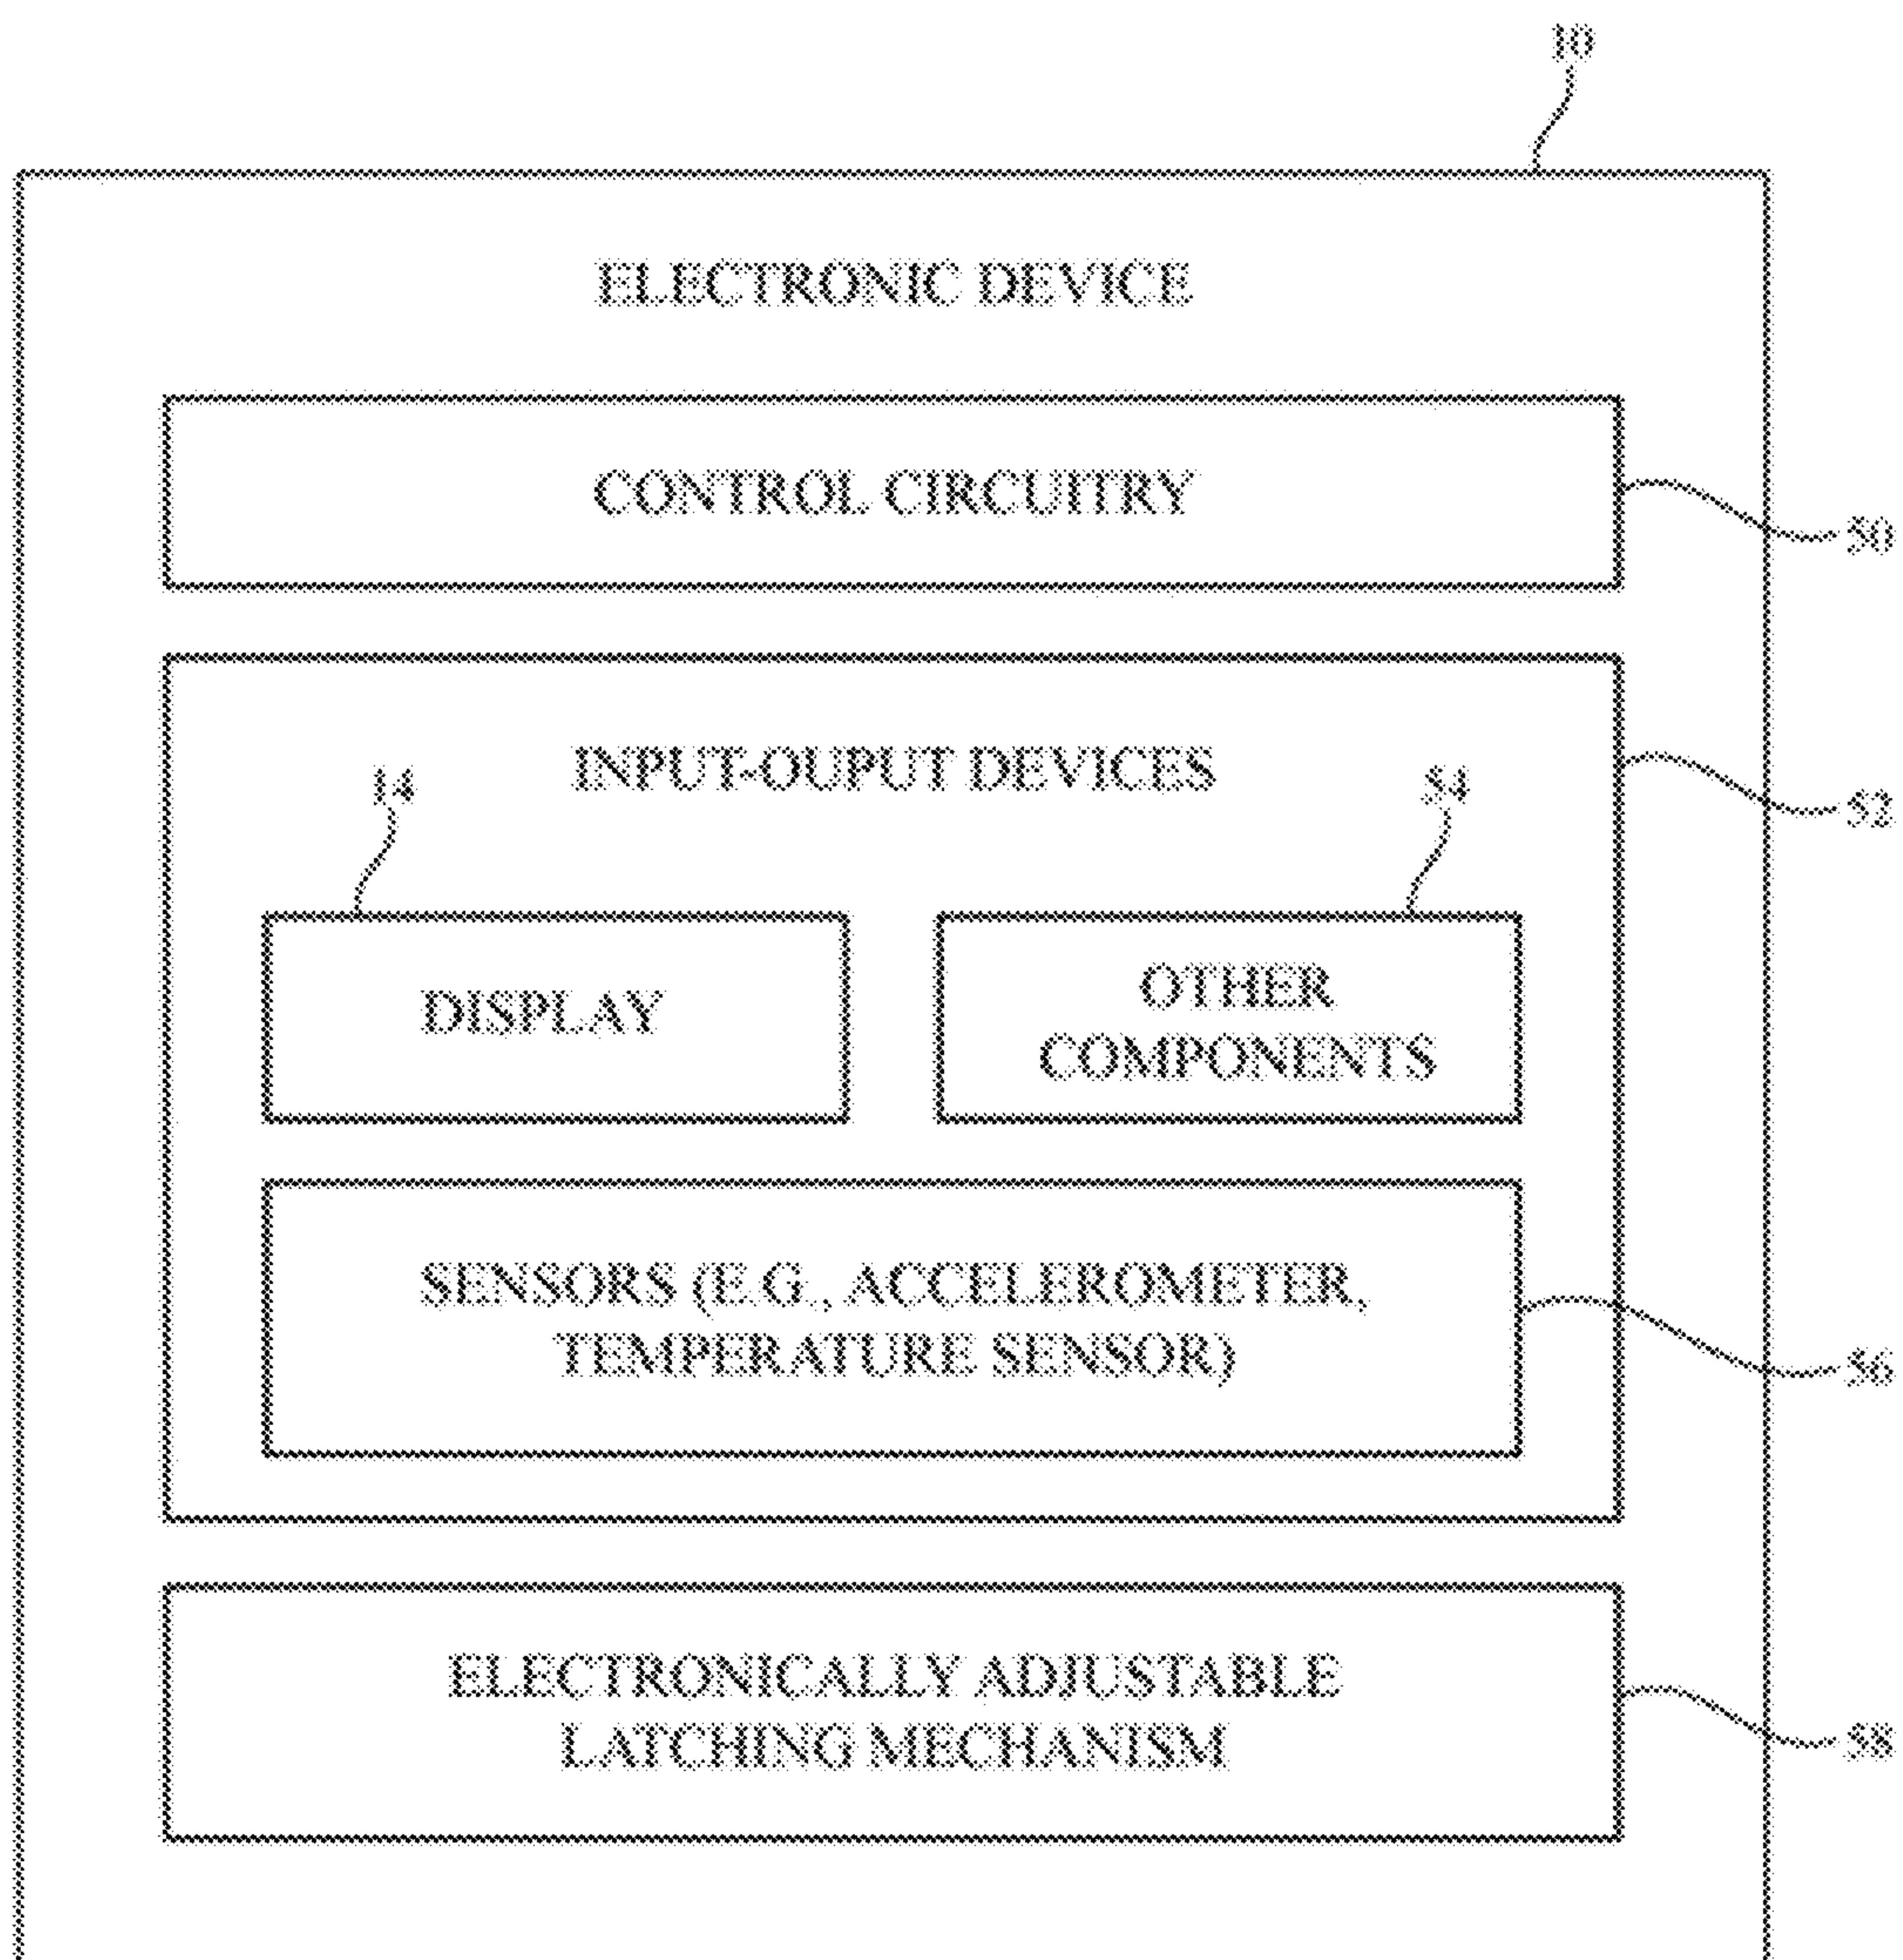 10
ELECTRONIC DEVICE
CONTROL CIRCUITRY
50
INPUT-OUPUT DEVICES
52
14
54
DISPLAY
OTHER
COMPONENTS
SENSORS (E.G., ACCELEROMETER,
TEMPERATURE SENSOR)
56
ELECTRONICALLY ADJUSTABLE
LATCHING MECHANISM
58